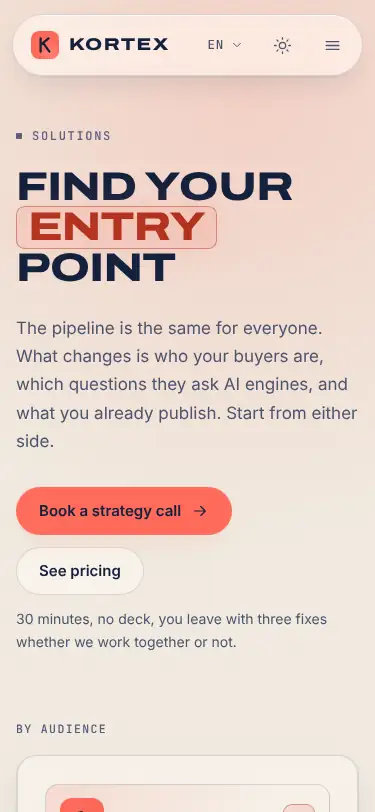 K KORTEX EN
SOLUTIONS
FIND YOUR
ENTRY
POINT
The pipeline is the same for everyone.
What changes is who your buyers are,
which questions they ask AI engines, and
what you already publish. Start from either
side.
Book a strategy call →
See pricing
30 minutes, no deck, you leave with three fixes
whether we work together or not.
BY AUDIENCE